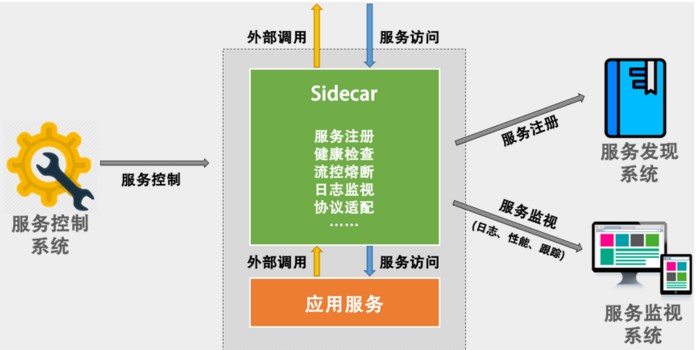 外部调用
服务访问
Sidecar
服务注册
健康检查
流控熔断
日志监视
协议适配
……
服务控制
服务控制
系统
服务注册
服务发现
系统
服务监视
(日志、性能、跟踪)
服务监视
系统
外部调用
服务访问
应用服务